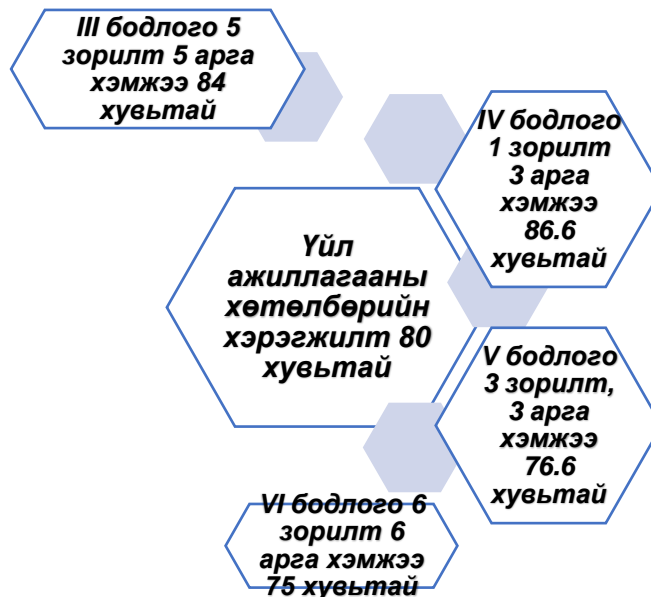 III бодлого 5
зорилт 5 арга
хэмжээ 84
хувьтай
IV бодлого
1 зорилт
3 арга
хэмжээ
86.6
хувьтай
Үйл
ажиллагааны
хөтөлбөрийн
хэрэгжилт 80
хувьтай
V бодлого
3 зорилт,
3 арга
хэмжээ
76.6
хувьтай
VI бодлого 6
зорилт 6
арга хэмжээ
75 хувьтай